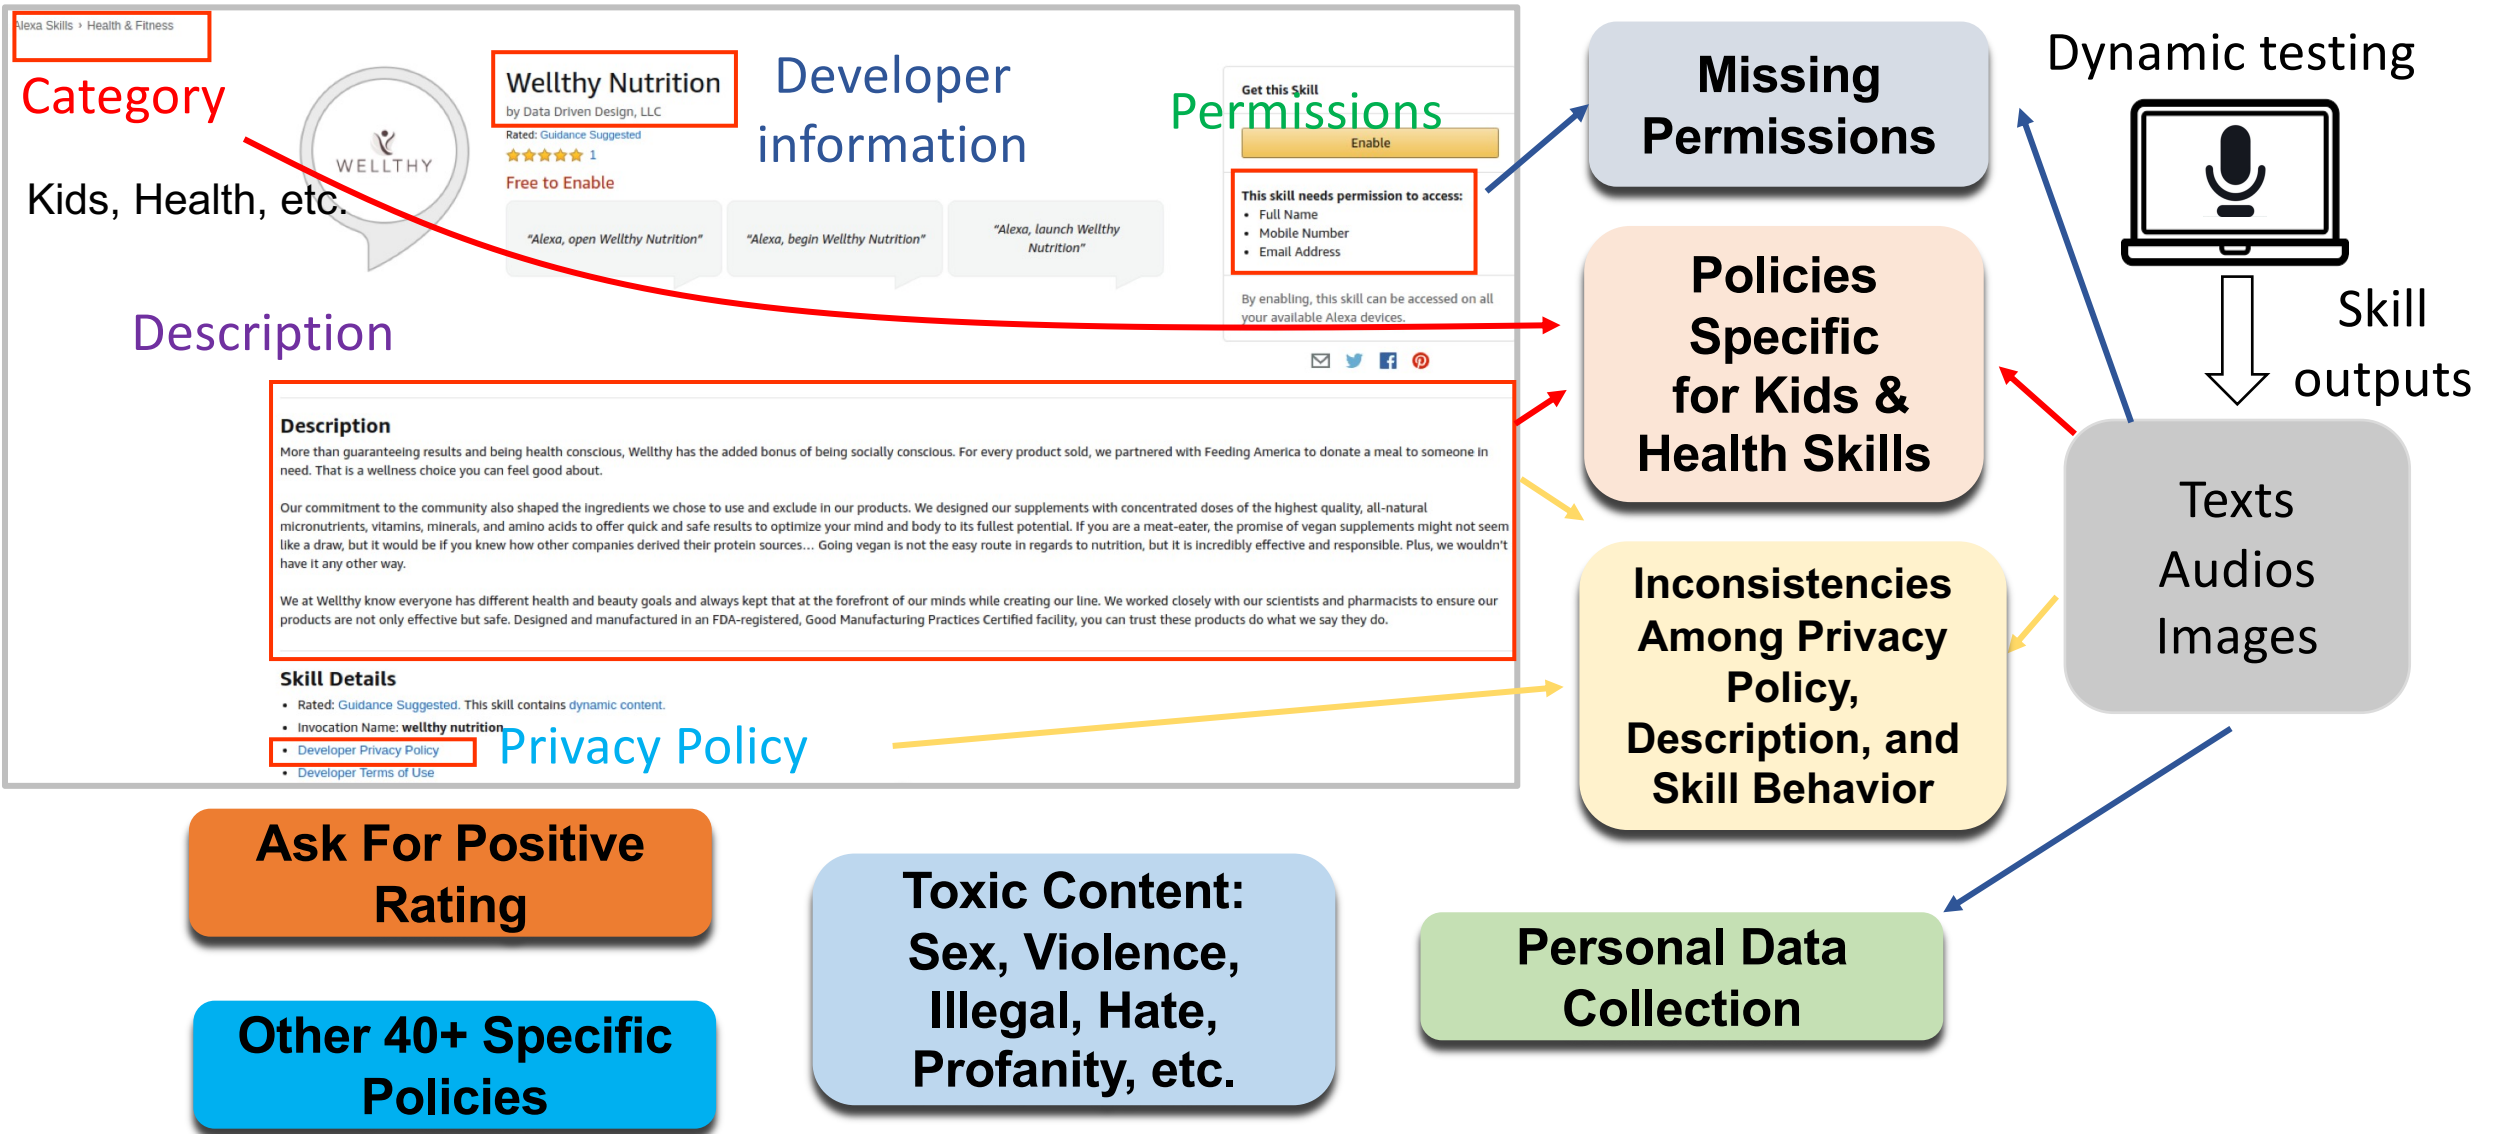 Alexa Skills › Health & Fitness
Category
Kids, Health, etc.
WELLTHY
Wellthy Nutrition
by Data Driven Design, LLC
Rated: Guidance Suggested
1
Free to Enable
Developer
information
"Alexa, open Wellthy Nutrition"
"Alexa, begin Wellthy Nutrition"
"Alexa, launch Wellthy
Nutrition"
Permissions
Get this Skill
Enable
This skill needs permission to access:
• Full Name
• Mobile Number
• Email Address
By enabling, this skill can be accessed on all
your available Alexa devices.
Description
Description
More than guaranteeing results and being health conscious, Wellthy has the added bonus of being socially conscious. For every product sold, we partnered with Feeding America to donate a meal to someone in
need. That is a wellness choice you can feel good about.
Our commitment to the community also shaped the ingredients we chose to use and exclude in our products. We designed our supplements with concentrated doses of the highest quality, all-natural
micronutrients, vitamins, minerals, and amino acids to offer quick and safe results to optimize your mind and body to its fullest potential. If you are a meat-eater, the promise of vegan supplements might not seem
like a draw, but it would be if you knew how other companies derived their protein sources... Going vegan is not the easy route in regards to nutrition, but it is incredibly effective and responsible. Plus, we wouldn't
have it any other way.
We at Wellthy know everyone has different health and beauty goals and always kept that at the forefront of our minds while creating our line. We worked closely with our scientists and pharmacists to ensure our
products are not only effective but safe. Designed and manufactured in an FDA-registered, Good Manufacturing Practices Certified facility, you can trust these products do what we say they do.
Skill Details
• Rated: Guidance Suggested. This skill contains dynamic content.
• Invocation Name: wellthy nutrition
• Developer Privacy Policy
• Developer Terms of Use
Privacy Policy
Missing
Permissions
Policies
Specific
for Kids &
Health Skills
Inconsistencies
Among Privacy
Policy,
Description, and
Skill Behavior
Dynamic testing
Skill
outputs
Texts
Audios
Images
Ask For Positive
Rating
Other 40+ Specific
Policies
Toxic Content:
Sex, Violence,
Illegal, Hate,
Profanity, etc.
Personal Data
Collection